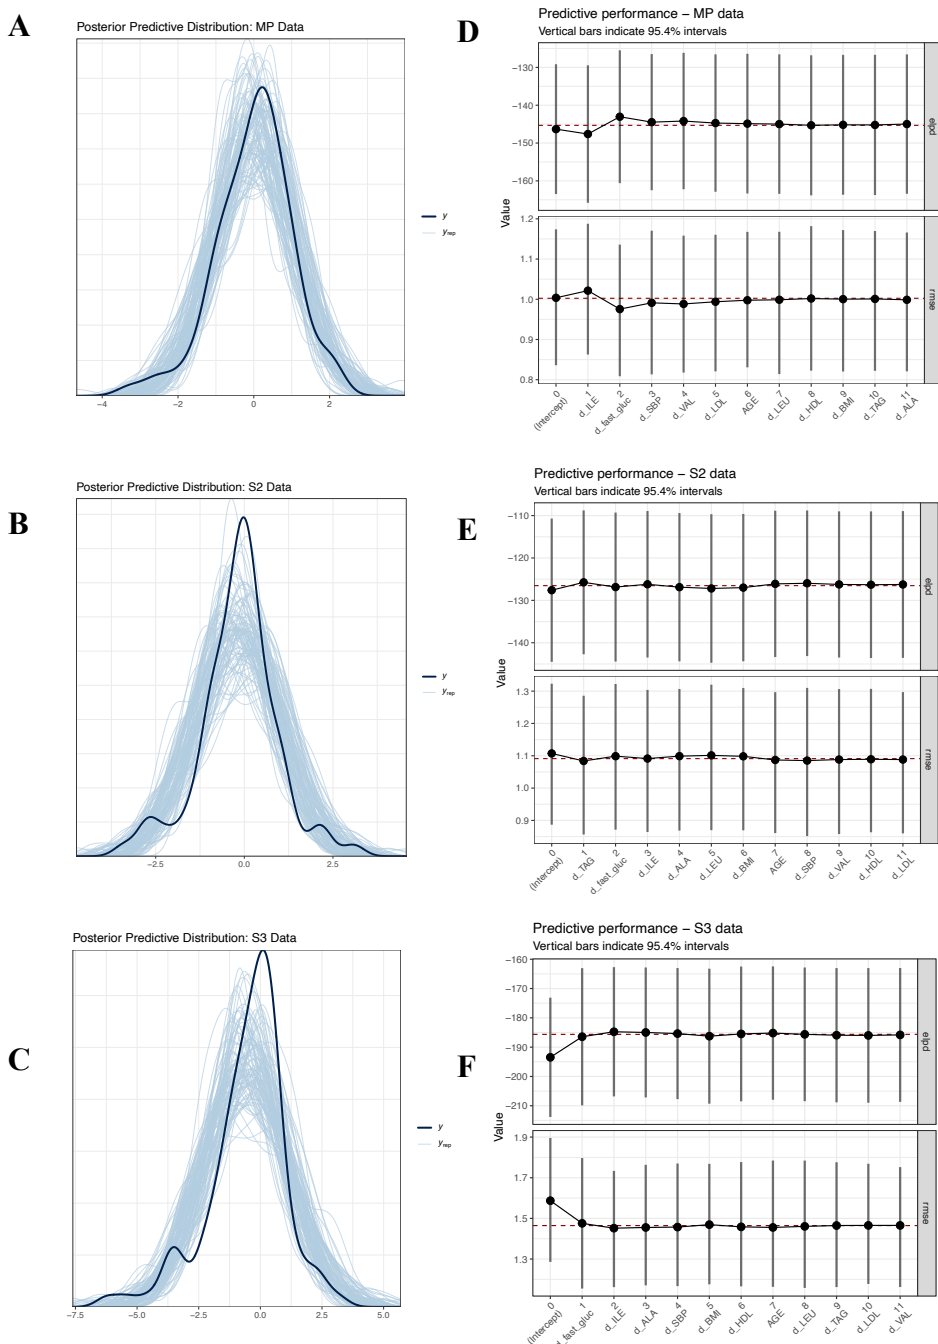 A
Posterior Predictive Distribution: MP Data
y
yrep
−4
−2
0
2
D
Predictive performance − MP data
Vertical bars indicate 95.4% intervals
−130
−140
−150
−160
elpd
Value
1.2
1.1
1.0
0.9
0.8
rmse
0
(Intercept)
1
d_ILE
2
d_fast_gluc
3
d_SBP
4
d_VAL
5
d_LDL
6
AGE
7
d_LEU
8
d_HDL
9
d_BMI
10
d_TAG
11
d_ALA
B
Posterior Predictive Distribution: S2 Data
y
yrep
−2.5
0.0
2.5
E
Predictive performance − S2 data
Vertical bars indicate 95.4% intervals
−110
−120
−130
−140
elpd
Value
1.3
1.2
1.1
1.0
0.9
rmse
0
(Intercept)
1
d_TAG
2
d_fast_gluc
3
d_ILE
4
d_ALA
5
d_LEU
6
d_BMI
7
AGE
8
d_SBP
9
d_VAL
10
d_HDL
11
d_LDL
C
Posterior Predictive Distribution: S3 Data
y
yrep
−7.5
−5.0
−2.5
0.0
2.5
5.0
F
Predictive performance − S3 data
Vertical bars indicate 95.4% intervals
−160
−170
−180
−190
−200
−210
elpd
Value
1.9
1.7
1.5
1.3
rmse
0
(Intercept)
1
d_fast_gluc
2
d_ILE
3
d_ALA
4
d_SBP
5
d_BMI
6
d_HDL
7
AGE
8
d_LEU
9
d_TAG
10
d_LDL
11
d_VAL